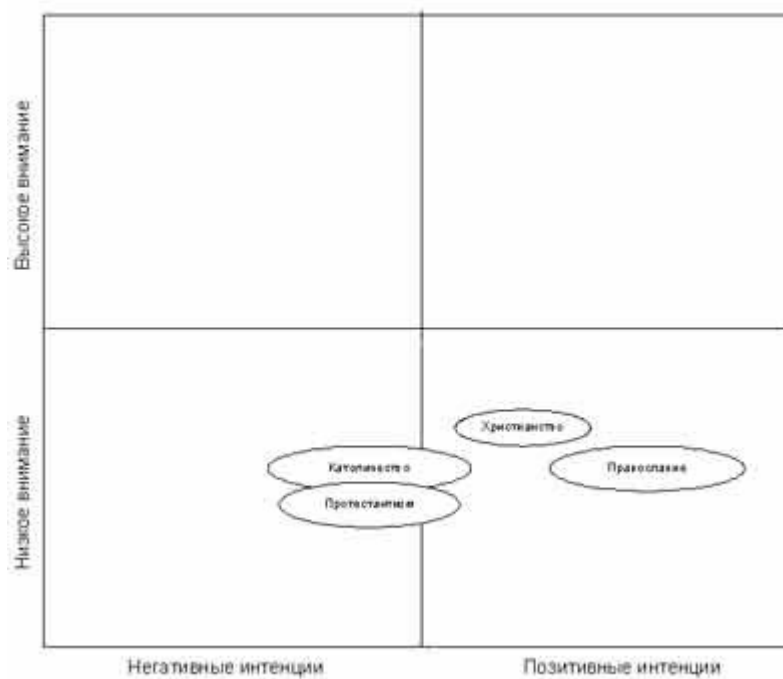 Высокое внимание
Низкое внимание
Христианство
Католичество
Православие
Протестантизм
Негативные интенции
Позитивные интенции